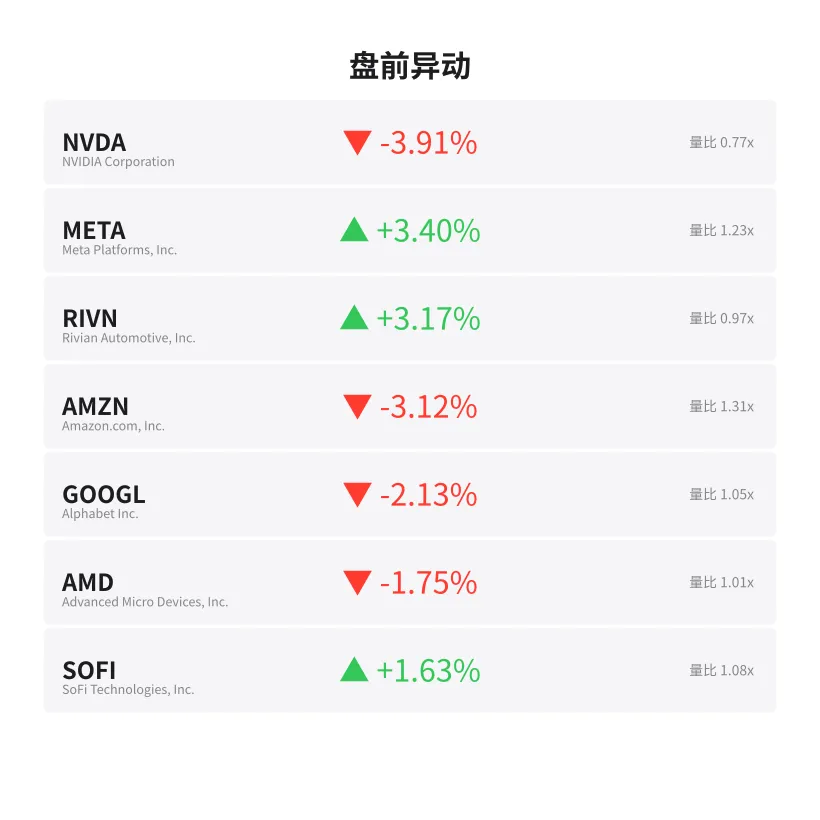 盘前异动
NVDA
NVIDIA Corporation
▼ -3.91%
量比 0.77x
META
Meta Platforms, Inc.
▲ +3.40%
量比 1.23x
RIVN
Rivian Automotive, Inc.
▲ +3.17%
量比 0.97x
AMZN
Amazon.com, Inc.
▼ -3.12%
量比 1.31x
GOOGL
Alphabet Inc.
▼ -2.13%
量比 1.05x
AMD
Advanced Micro Devices, Inc.
▼ -1.75%
量比 1.01x
SOFI
SoFi Technologies, Inc.
▲ +1.63%
量比 1.08x